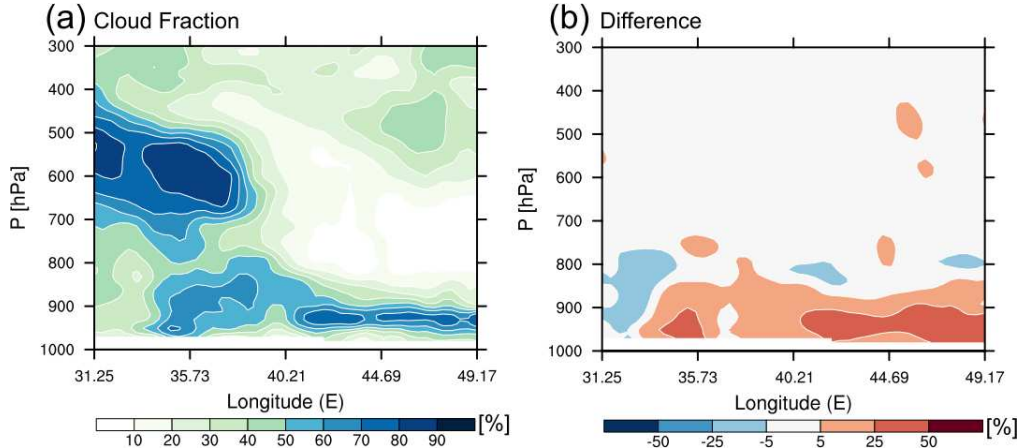 (a) Cloud Fraction
300
400
500
600
700
800
900
1000
P [hPa]
31.25 35.73 40.21 44.69 49.17
Longitude (E)
10 20 30 40 50 60 70 80 90 [%]
(b) Difference
300
400
500
600
700
800
900
1000
P [hPa]
31.25 35.73 40.21 44.69 49.17
Longitude (E)
-50 -25 -5 5 25 50 [%]